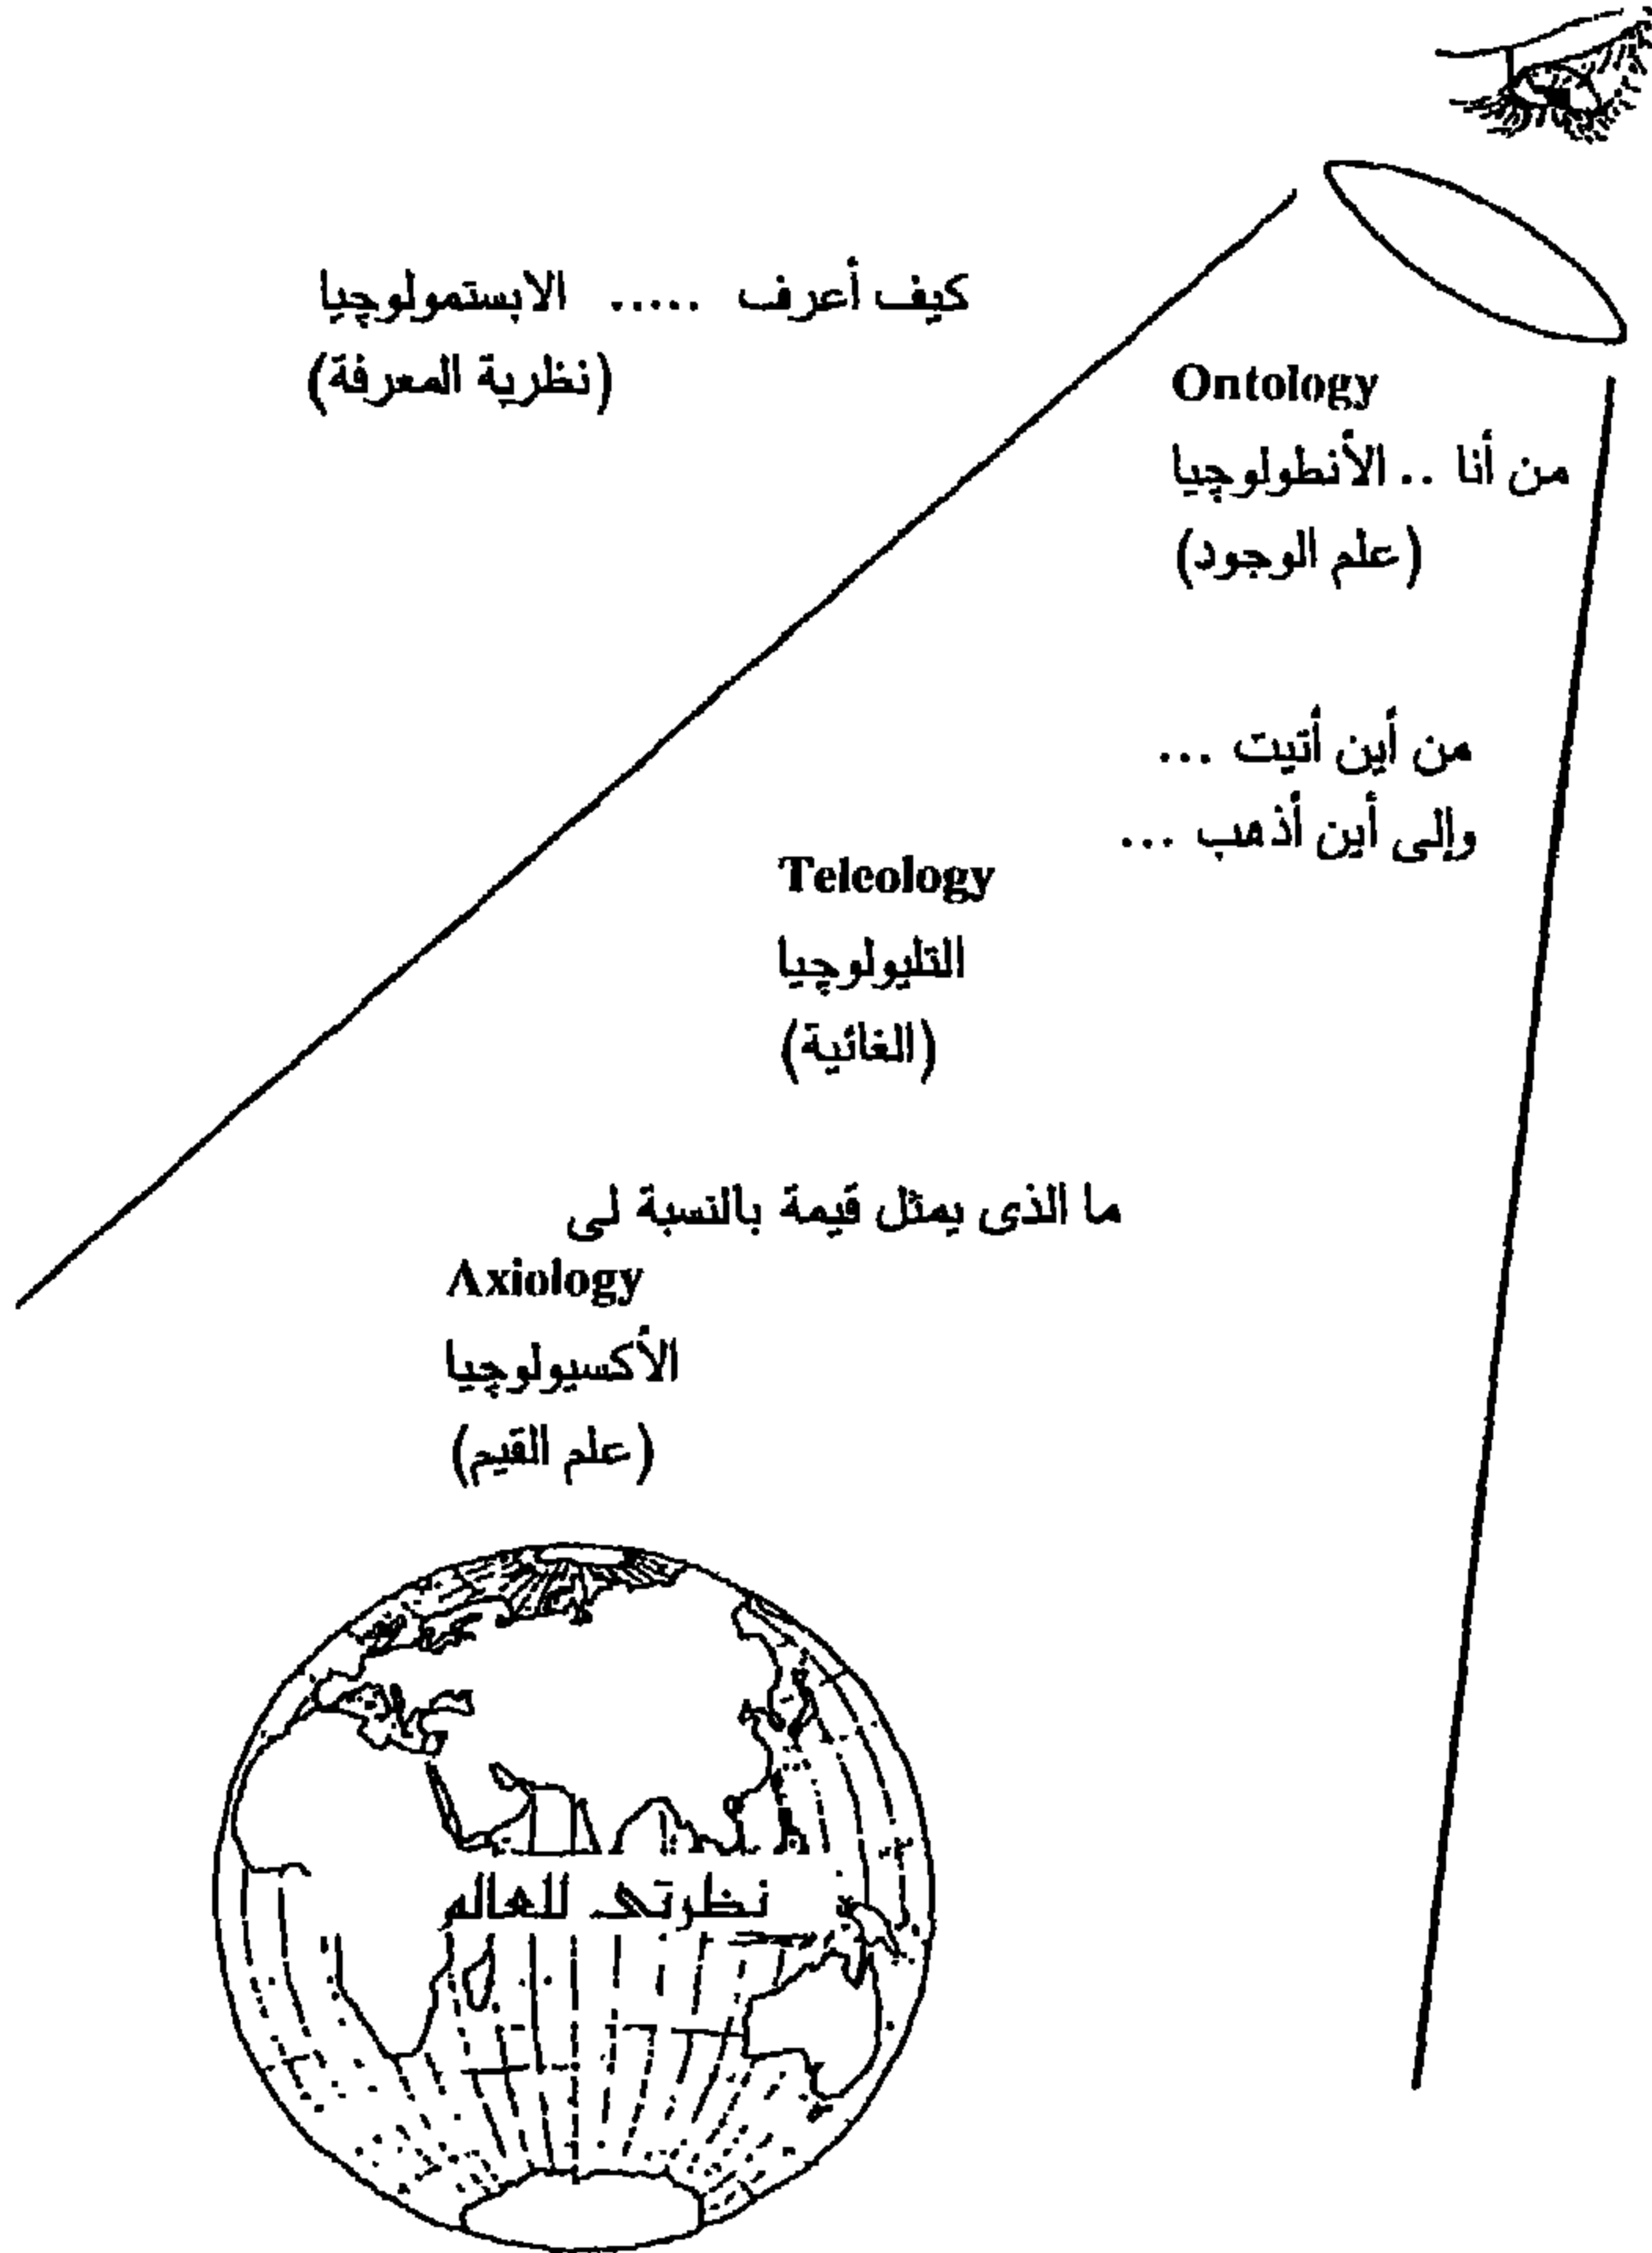 كيف أعرف ..... الابستمولوچيا
(نظرية المعرفة)
Ontology
من أنا .. الأنطولوچيا
(علم الوجود)
من أين أتيت ...
وإلى أين أذهب ...
Teleology
التليولوچيا
(الغائية)
ما الذى يمثل قيمة بالنسبة لى
Axiology
الأكسيولوچيا
(علم القيم)
نظرتى للعالم